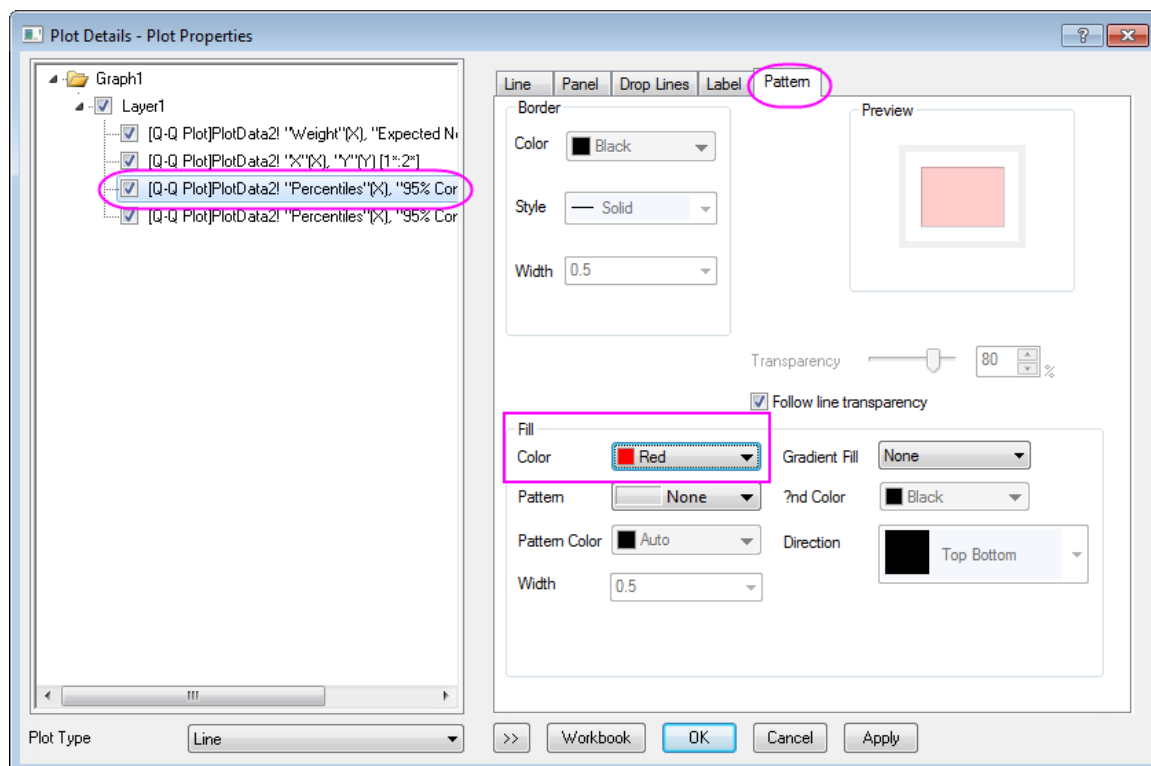 Plot Details - Plot Properties
Graph1
Layer1
[Q-Q Plot]PlotData2! "Weight"(X), "Expected N
[Q-Q Plot]PlotData2! "X"(X), "Y"(Y) [1*:2*]
[Q-Q Plot]PlotData2! "Percentiles"(X), "95% Cor
[Q-Q Plot]PlotData2! "Percentiles"(X), "95% Cor
Plot Type
Line
Line Panel Drop Lines Label Pattern
Border
Color Black
Style Solid
Width 0.5
Preview
Transparency 80 %
Follow line transparency
Fill
Color Red Gradient Fill None
Pattern None ?nd Color Black
Pattern Color Auto Direction Top Bottom
Width 0.5
>> Workbook OK Cancel Apply